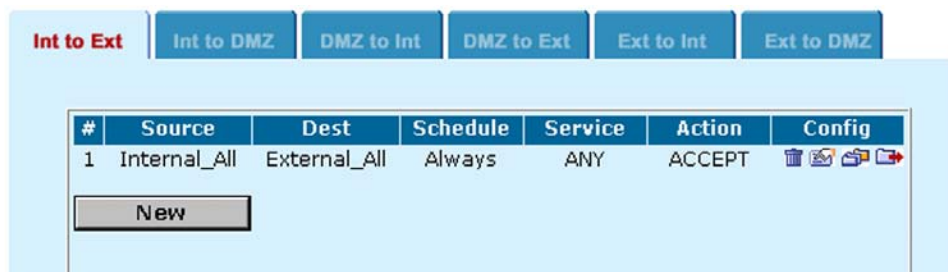 Int to Ext Int to DMZ DMZ to Int DMZ to Ext Ext to Int Ext to DMZ
# Source Dest Schedule Service Action Config
1 Internal_All External_All Always ANY ACCEPT
New